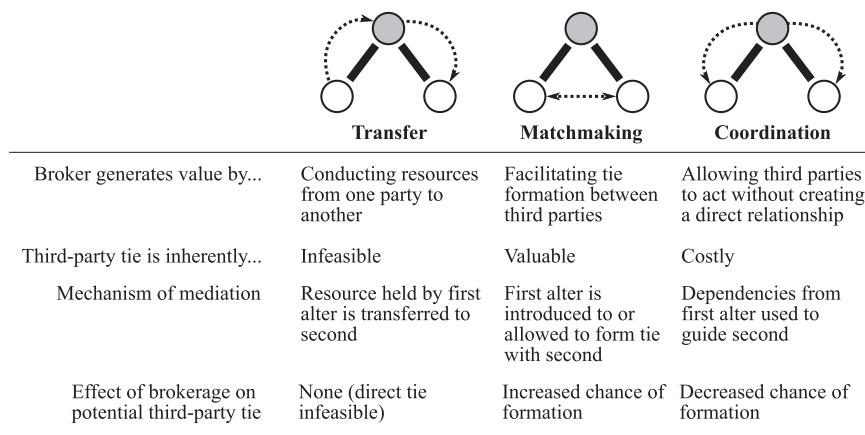 Transfer Matchmaking Coordination
Broker generates value by... Conducting resources Facilitating tie Allowing third parties
from one party to formation between to act without creating
another third parties a direct relationship
Third-party tie is inherently... Infeasible Valuable Costly
Mechanism of mediation Resource held by first First alter is Dependencies from
alter is transferred to introduced to or first alter used to
second allowed to form tie guide second
with second
Effect of brokerage on None (direct tie Increased chance of Decreased chance of
potential third-party tie infeasible) formation formation